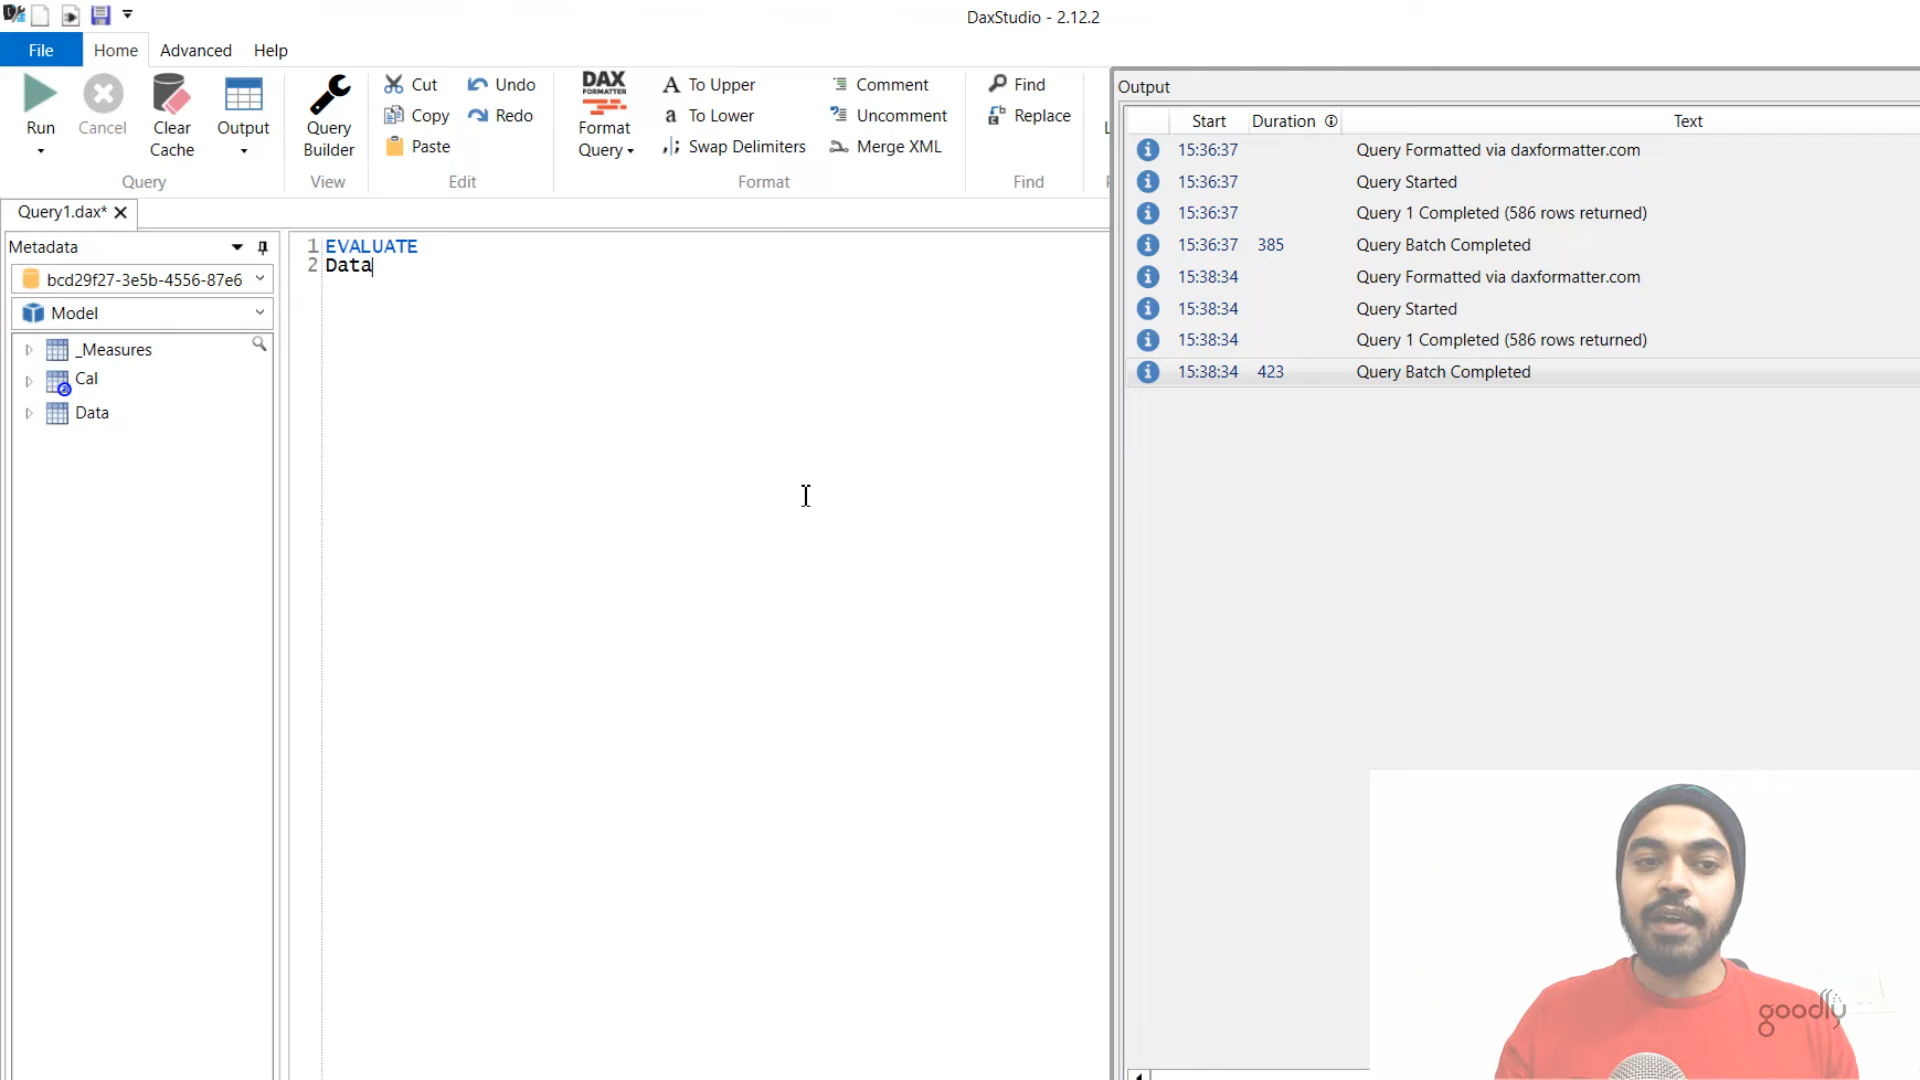 DaxStudio - 2.12.2
File Home Advanced Help
Run
Cancel
Clear Cache
Output
Query
Query Builder
View
Cut Undo
Copy Redo
Paste
Edit
DAX FORMATTER
Format Query
To Upper Comment
To Lower Uncomment
Swap Delimiters Merge XML
Format
Find
Replace
Find
Query1.dax*
Metadata
bcd29f27-3e5b-4556-87e6
Model
_Measures
Cal
Data
1 EVALUATE
2 Data
Output
Start Duration Text
15:36:37 Query Formatted via daxformatter.com
15:36:37 Query Started
15:36:37 Query 1 Completed (586 rows returned)
15:36:37 385 Query Batch Completed
15:38:34 Query Formatted via daxformatter.com
15:38:34 Query Started
15:38:34 Query 1 Completed (586 rows returned)
15:38:34 423 Query Batch Completed
goodly